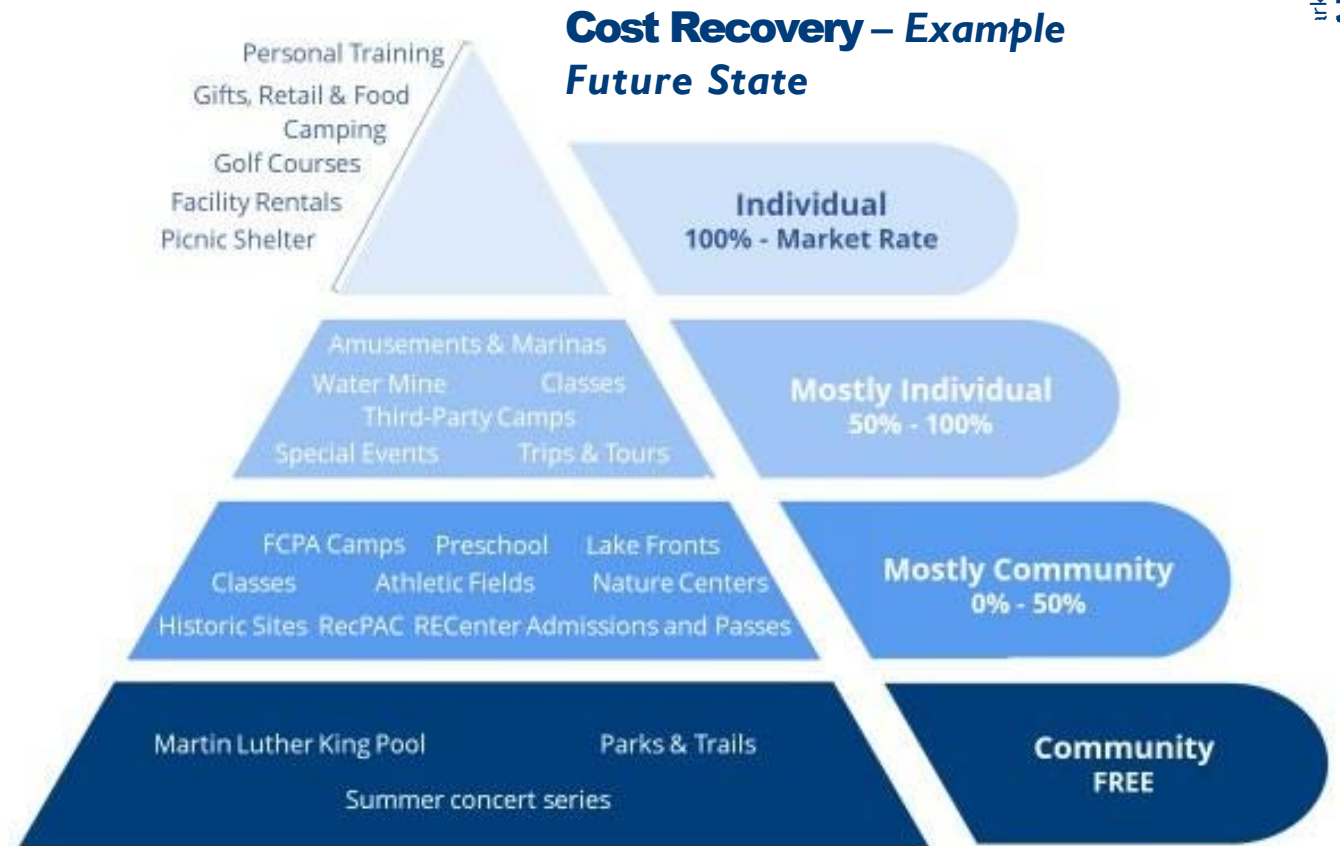 Cost Recovery – Example
Future State
Personal Training
Gifts, Retail & Food
Camping
Golf Courses
Facility Rentals
Picnic Shelter
Individual
100% - Market Rate
Amusements & Marinas
Water Mine Classes
Third-Party Camps
Special Events Trips & Tours
Mostly Individual
50% - 100%
FCPA Camps Preschool Lake Fronts
Classes Athletic Fields Nature Centers
Historic Sites RecPAC RECenter Admissions and Passes
Mostly Community
0% - 50%
Martin Luther King Pool Parks & Trails
Summer concert series
Community
FREE